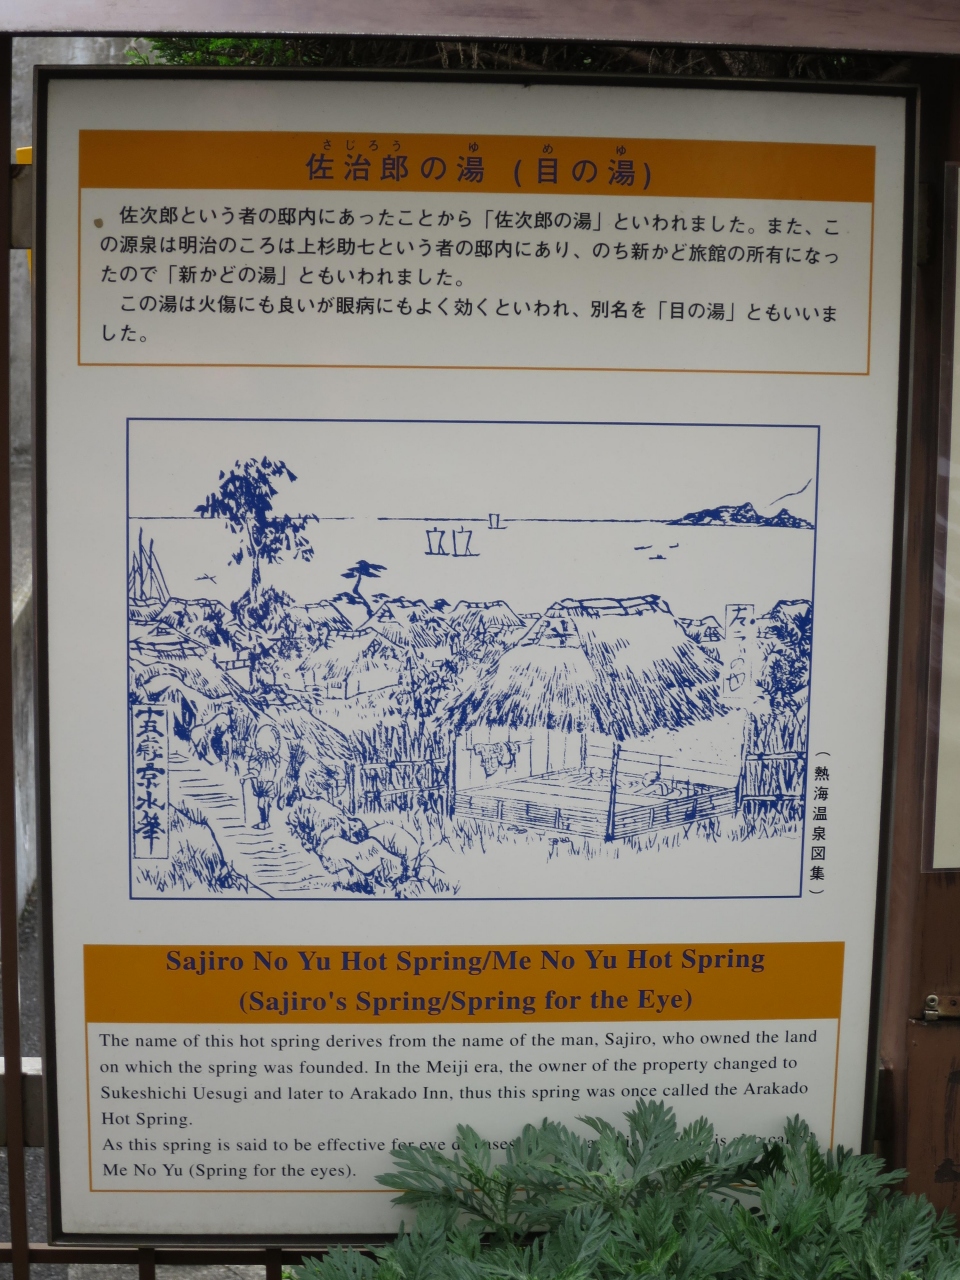 さじろう ゆ め ゆ
佐治郎の湯 (目の湯)
佐次郎という者の邸内にあったことから「佐次郎の湯」といわれました。また、こ
の源泉は明治のころは上杉助七という者の邸内にあり、のち新かど旅館の所有になっ
たので「新かどの湯」ともいわれました。
この湯は火傷にも良いが眼病にもよく効くといわれ、別名を「目の湯」ともいいま
した。
十五齢宗水筆
(熱海温泉図集)
Sajiro No Yu Hot Spring/Me No Yu Hot Spring
(Sajiro's Spring/Spring for the Eye)
The name of this hot spring derives from the name of the man, Sajiro, who owned the land
on which the spring was founded. In the Meiji era, the owner of the property changed to
Sukeshichi Uesugi and later to Arakado Inn, thus this spring was once called the Arakado
Hot Spring.
As this spring is said to be effective for eye is
Me No Yu (Spring for the eyes).